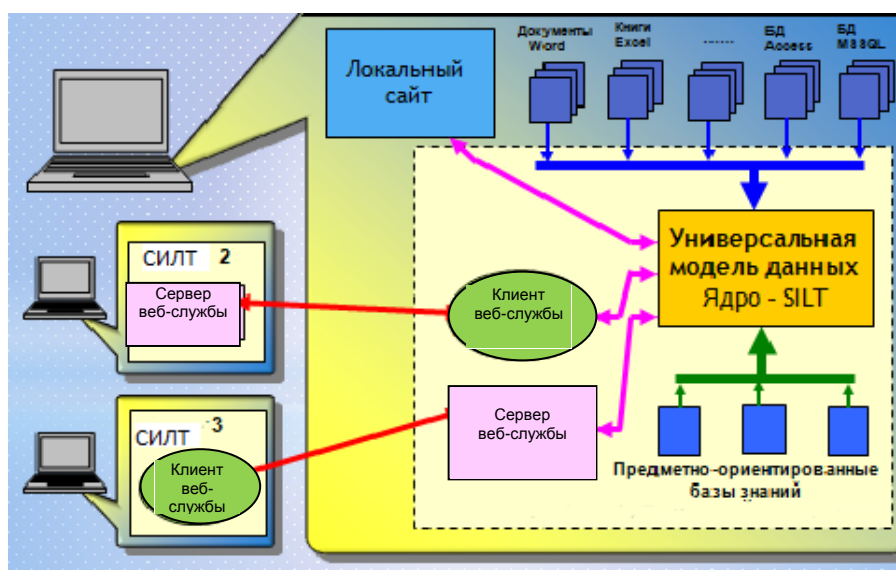 Локальный
сайт
Документы
Word
Книги
Excel
......
БД
Access
БД
MSSQL
Универсальная
модель данных
Ядро - SILT
СИЛТ 2
Сервер
веб-службы
Клиент
веб-службы
Сервер
веб-службы
СИЛТ 3
Клиент
веб-
службы
Предметно-ориентированные
базы знаний